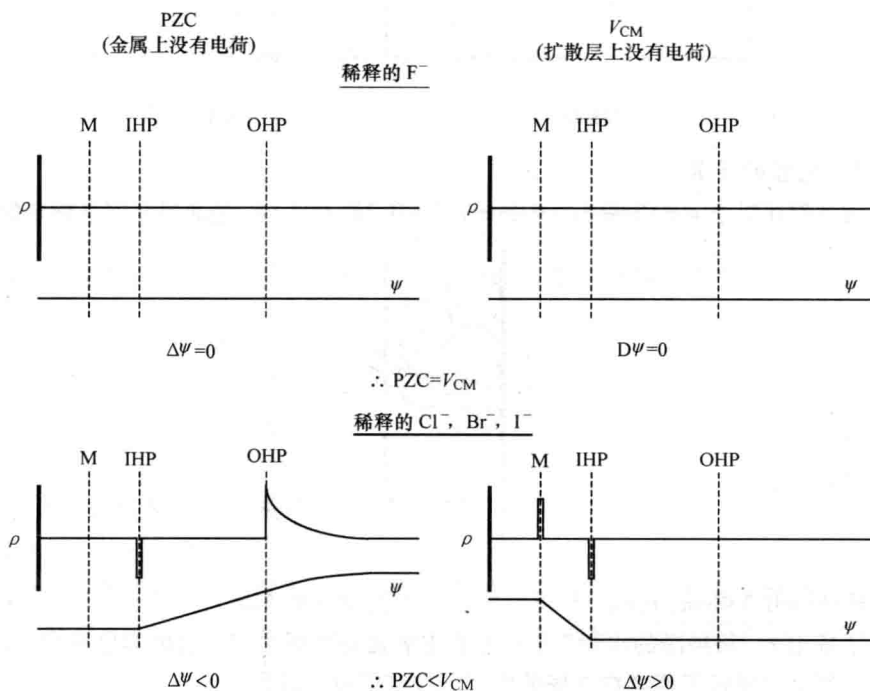 PZC
(金属上没有电荷)
V_CM
(扩散层上没有电荷)
稀释的 F⁻
M IHP OHP
M IHP OHP
ρ
ρ
ψ
ψ
Δψ=0
Dψ=0
∴ PZC=V_CM
稀释的 Cl⁻, Br⁻, I⁻
M IHP OHP
M IHP OHP
ρ
ρ
ψ
ψ
Δψ<0
∴ PZC<V_CM
Δψ>0